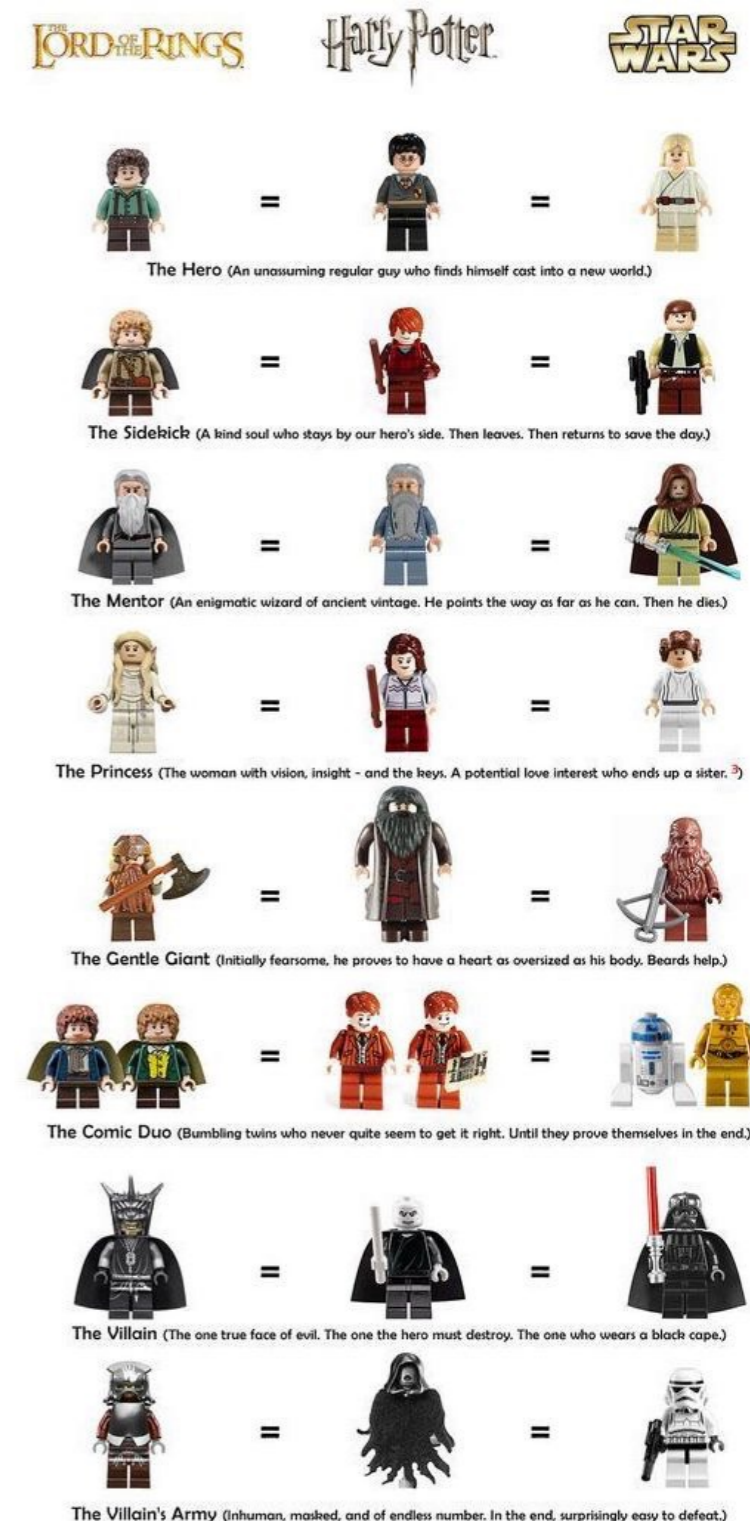 THE LORD OF THE RINGS Harry Potter STAR WARS
= =
The Hero (An unassuming regular guy who finds himself cast into a new world.)
= =
The Sidekick (A kind soul who stays by our hero's side. Then leaves. Then returns to save the day.)
= =
The Mentor (An enigmatic wizard of ancient vintage. He points the way as far as he can. Then he dies.)
= =
The Princess (The woman with vision, insight - and the keys. A potential love interest who ends up a sister. 3)
= =
The Gentle Giant (Initially fearsome, he proves to have a heart as oversized as his body. Beards help.)
= =
The Comic Duo (Bumbling twins who never quite seem to get it right. Until they prove themselves in the end.)
= =
The Villain (The one true face of evil. The one the hero must destroy. The one who wears a black cape.)
= =
The Villain's Army (Inhuman, masked, and of endless number. In the end, surprisingly easy to defeat.)